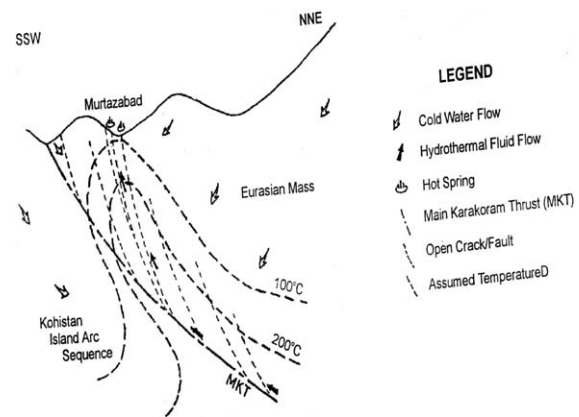 SSW
NNE
Murtazabad
Eurasian Mass
100°C
200°C
Kohistan
Island Arc
Sequence
MKT
LEGEND
Cold Water Flow
Hydrothermal Fluid Flow
Hot Spring
Main Karakoram Thrust (MKT)
Open Crack/Fault
Assumed TemperatureD